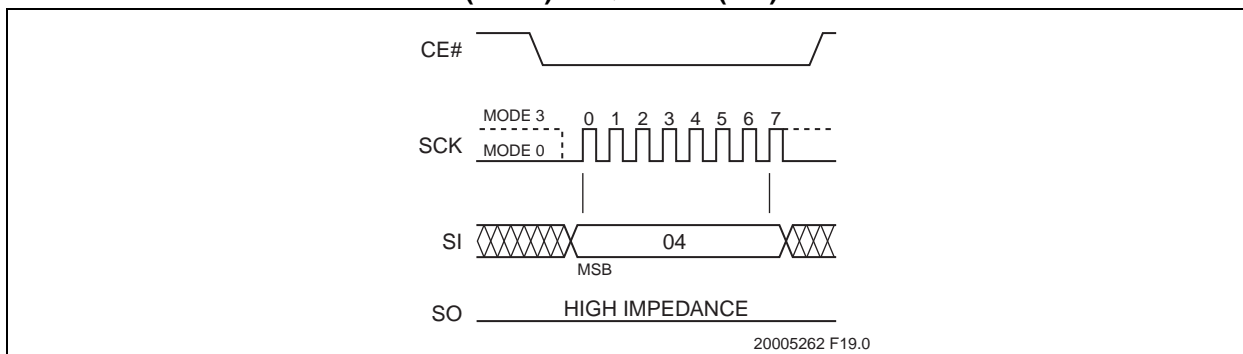 CE#
MODE 3 0 1 2 3 4 5 6 7
SCK
MODE 0
SI 04
MSB
SO HIGH IMPEDANCE
20005262 F19.0